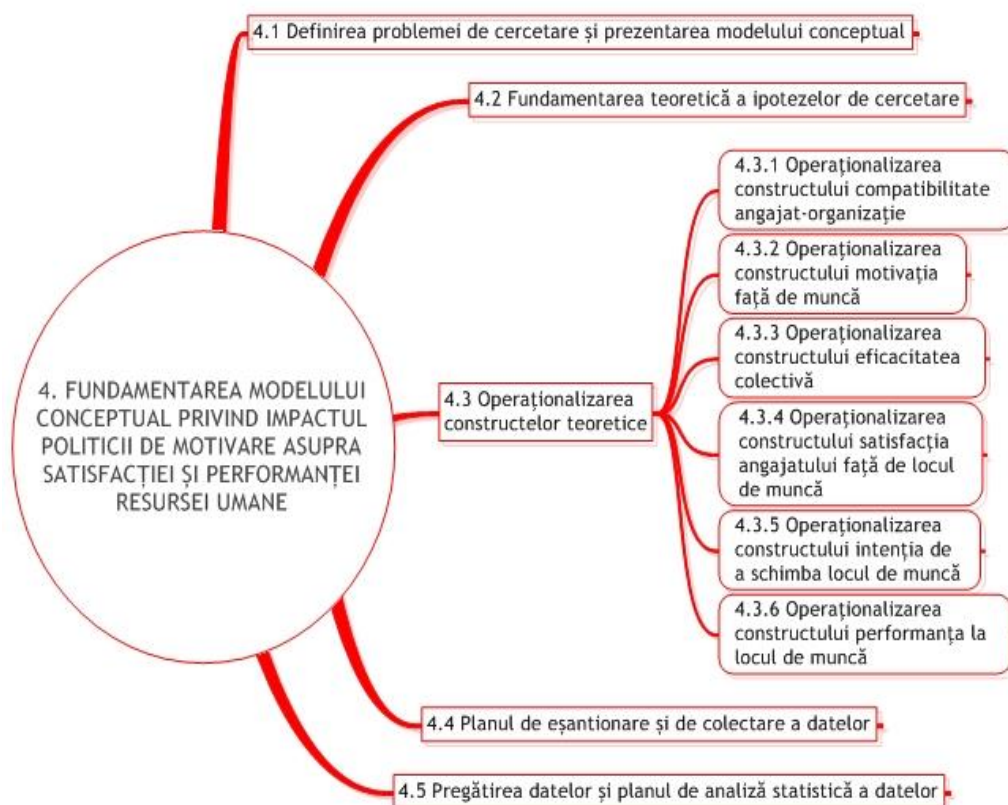 4. FUNDAMENTAREA MODELULUI
CONCEPTUAL PRIVIND IMPACTUL
POLITICII DE MOTIVARE ASUPRA
SATISFACȚIEI ȘI PERFORMANȚEI
RESURSEI UMANE
4.1 Definirea problemei de cercetare și prezentarea modelului conceptual
4.2 Fundamentarea teoretică a ipotezelor de cercetare
4.3 Operaționalizarea
constructelor teoretice
4.3.1 Operaționalizarea
constructului compatibilitate
angajat-organizație
4.3.2 Operaționalizarea
constructului motivația
față de muncă
4.3.3 Operaționalizarea
constructului eficacitatea
colectivă
4.3.4 Operaționalizarea
constructului satisfacția
angajatului față de locul
de muncă
4.3.5 Operaționalizarea
constructului intenția de
a schimba locul de muncă
4.3.6 Operaționalizarea
constructului performanța la
locul de muncă
4.4 Planul de eșantionare și de colectare a datelor
4.5 Pregătirea datelor și planul de analiză statistică a datelor